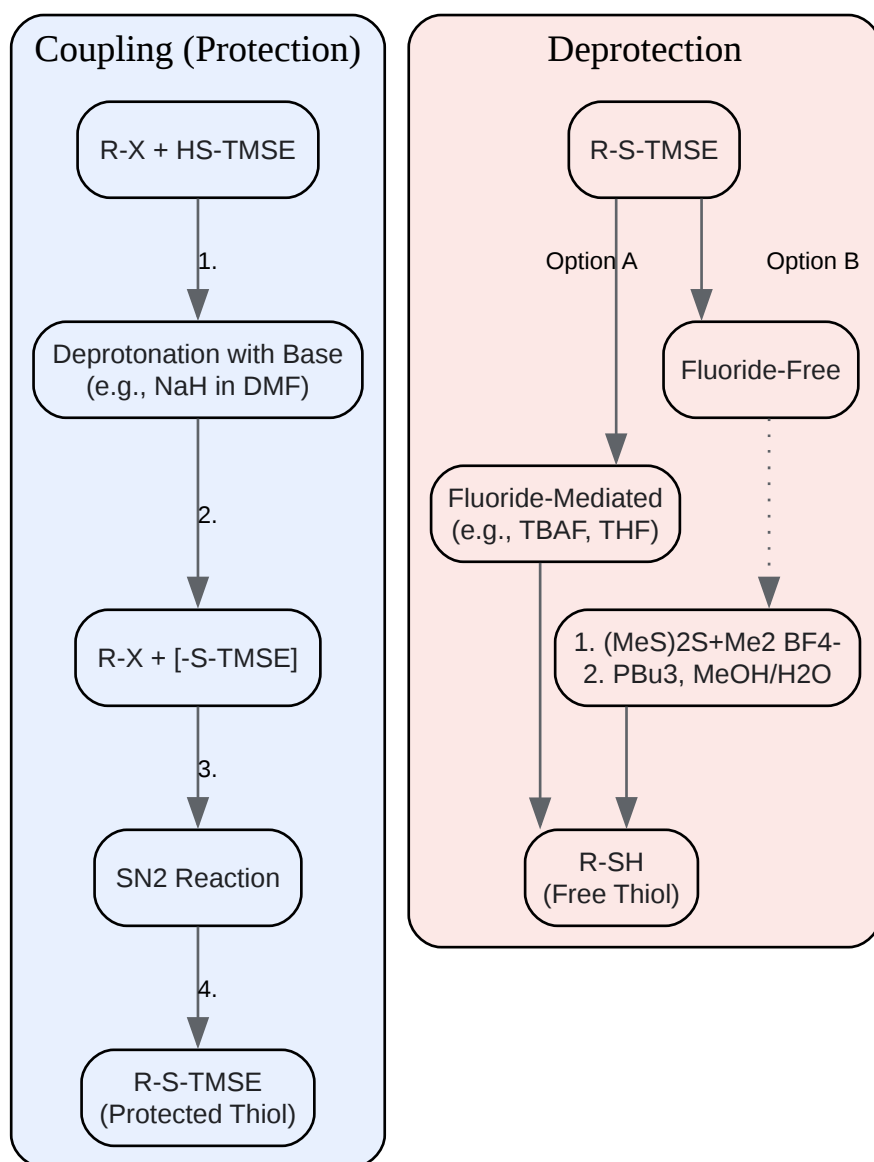 Coupling (Protection)
R-X + HS-TMSE
1.
Deprotonation with Base
(e.g., NaH in DMF)
2.
R-X + [-S-TMSE]
3.
SN2 Reaction
4.
R-S-TMSE
(Protected Thiol)
Deprotection
R-S-TMSE
Option A
Option B
Fluoride-Free
Fluoride-Mediated
(e.g., TBAF, THF)
1. (MeS)2S+Me2 BF4-
2. PBu3, MeOH/H2O
R-SH
(Free Thiol)